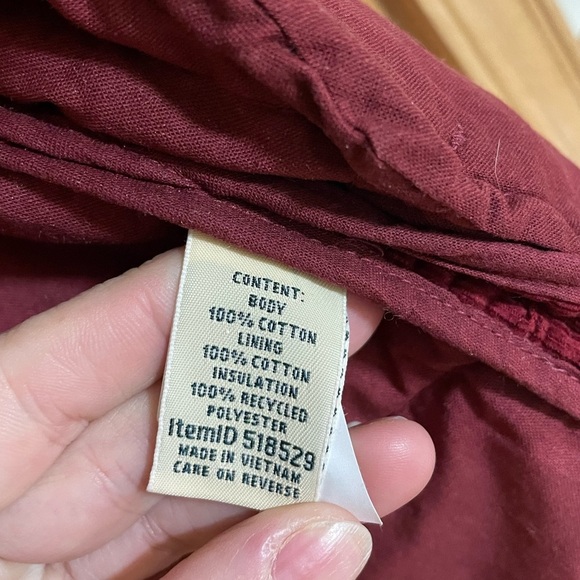 CONTENT:
BODY
100% COTTON
LINING
100% COTTON
INSULATION
100% RECYCLED
POLYESTER
ItemID 518529
MADE IN VIETNAM
CARE ON REVERSE